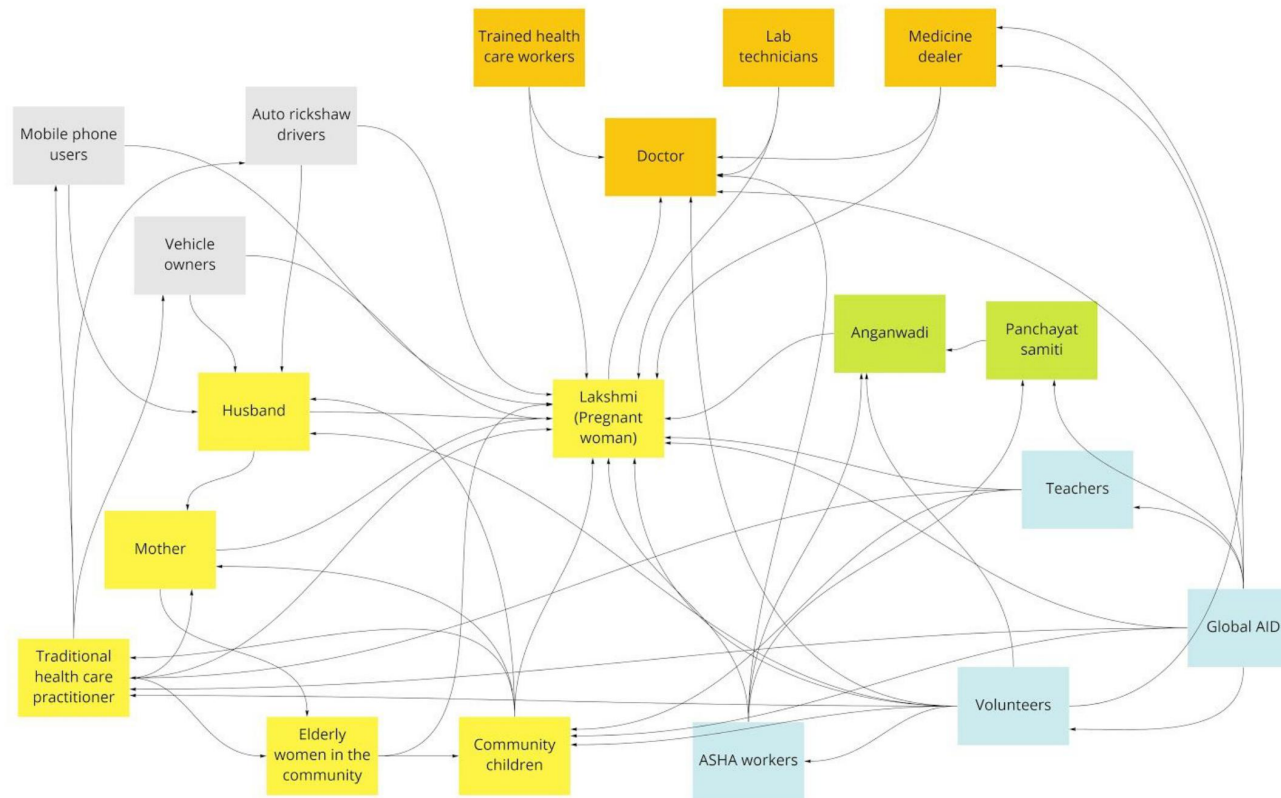 Trained health
care workers
Lab
technicians
Medicine
dealer
Mobile phone
users
Auto rickshaw
drivers
Doctor
Vehicle
owners
Anganwadi
Panchayat
samiti
Husband
Lakshmi
(Pregnant
woman)
Teachers
Mother
Global AID
Traditional
health care
practitioner
Volunteers
Elderly
women in the
community
Community
children
ASHA workers